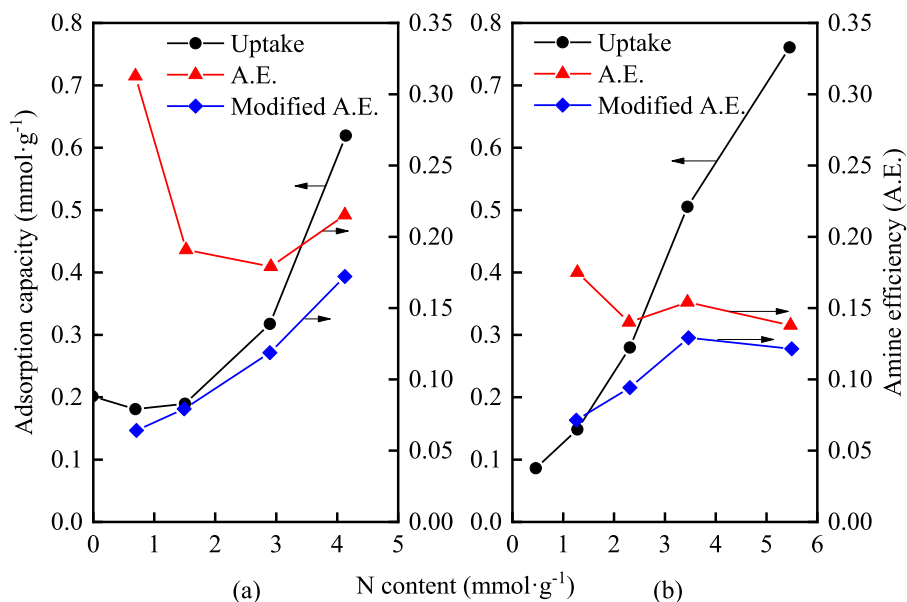 Adsorption capacity (mmol·g⁻¹)
0.8
0.7
0.6
0.5
0.4
0.3
0.2
0.1
0.0
Uptake
A.E.
Modified A.E.
0.35
0.30
0.25
0.20
0.15
0.10
0.05
0.00
0 1 2 3 4 5
(a)
0.8
0.7
0.6
0.5
0.4
0.3
0.2
0.1
0.0
Uptake
A.E.
Modified A.E.
0.35
0.30
0.25
0.20
0.15
0.10
0.05
0.00
Amine efficiency (A.E.)
0 1 2 3 4 5 6
N content (mmol·g⁻¹)
(b)